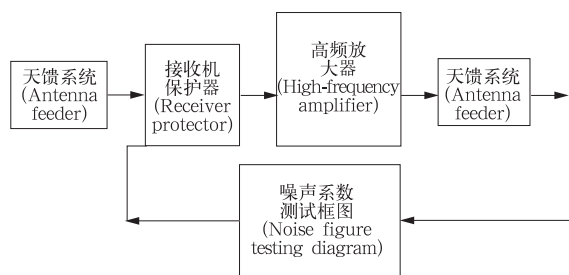 天馈系统
(Antenna
feeder)
接收机
保护器
(Receiver
protector)
高频放
大器
(High-frequency
amplifier)
天馈系统
(Antenna
feeder)
噪声系数
测试框图
(Noise figure
testing diagram)